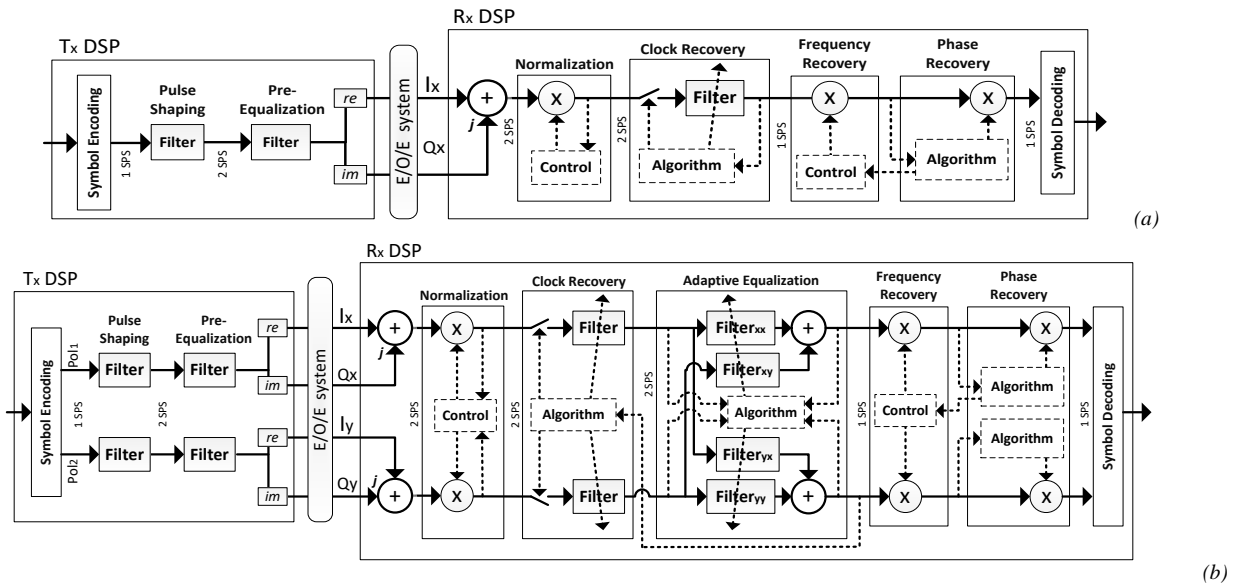 Rx DSP
Tx DSP
Symbol Encoding
1 SPS
Pulse
Shaping
Filter
2 SPS
Pre-
Equalization
Filter
re
im
E/O/E system
Ix
Qx
+
j
2 SPS
Normalization
X
Control
2 SPS
Clock Recovery
Filter
Algorithm
1 SPS
Frequency
Recovery
X
Control
Phase
Recovery
X
Algorithm
1 SPS
Symbol Decoding
(a)
Rx DSP
Tx DSP
Symbol Encoding
Pol1
Pol2
1 SPS
Pulse
Shaping
Filter
Filter
2 SPS
Pre-
Equalization
Filter
Filter
re
im
re
im
E/O/E system
Ix
Qx
Iy
Qy
+
j
j
+
2 SPS
Normalization
X
Control
X
2 SPS
Clock Recovery
Filter
Algorithm
Filter
2 SPS
Adaptive Equalization
Filterxx
+
Filterxy
Algorithm
Filteryx
Filteryy
+
1 SPS
Frequency
Recovery
X
Control
X
Phase
Recovery
X
Algorithm
Algorithm
X
1 SPS
Symbol Decoding
(b)